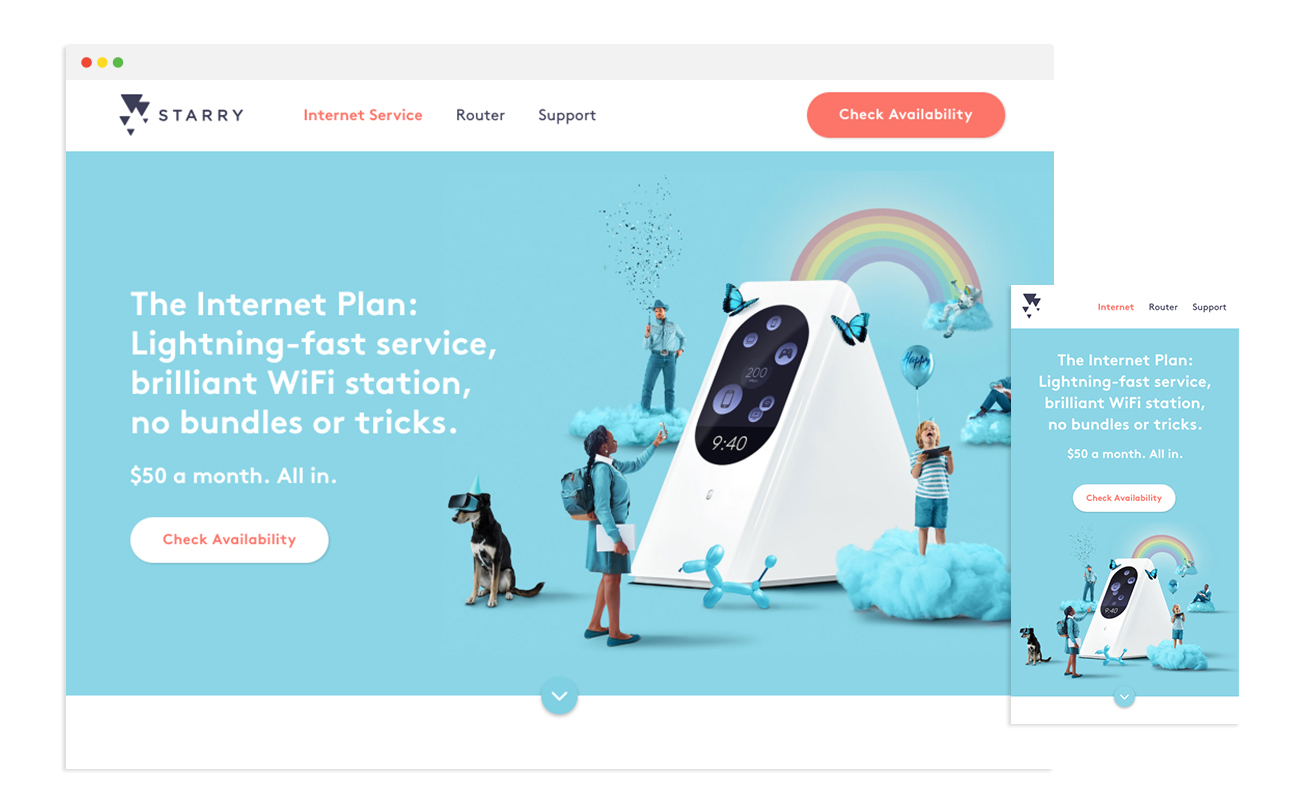 STARRY
Internet Service
Router
Support
Check Availability
The Internet Plan:
Lightning-fast service,
brilliant WiFi station,
no bundles or tricks.
$50 a month. All in.
Check Availability
200
9:40
Happy
Internet
Router
Support
The Internet Plan:
Lightning-fast service,
brilliant WiFi station,
no bundles or tricks.
$50 a month. All in.
Check Availability
9:40